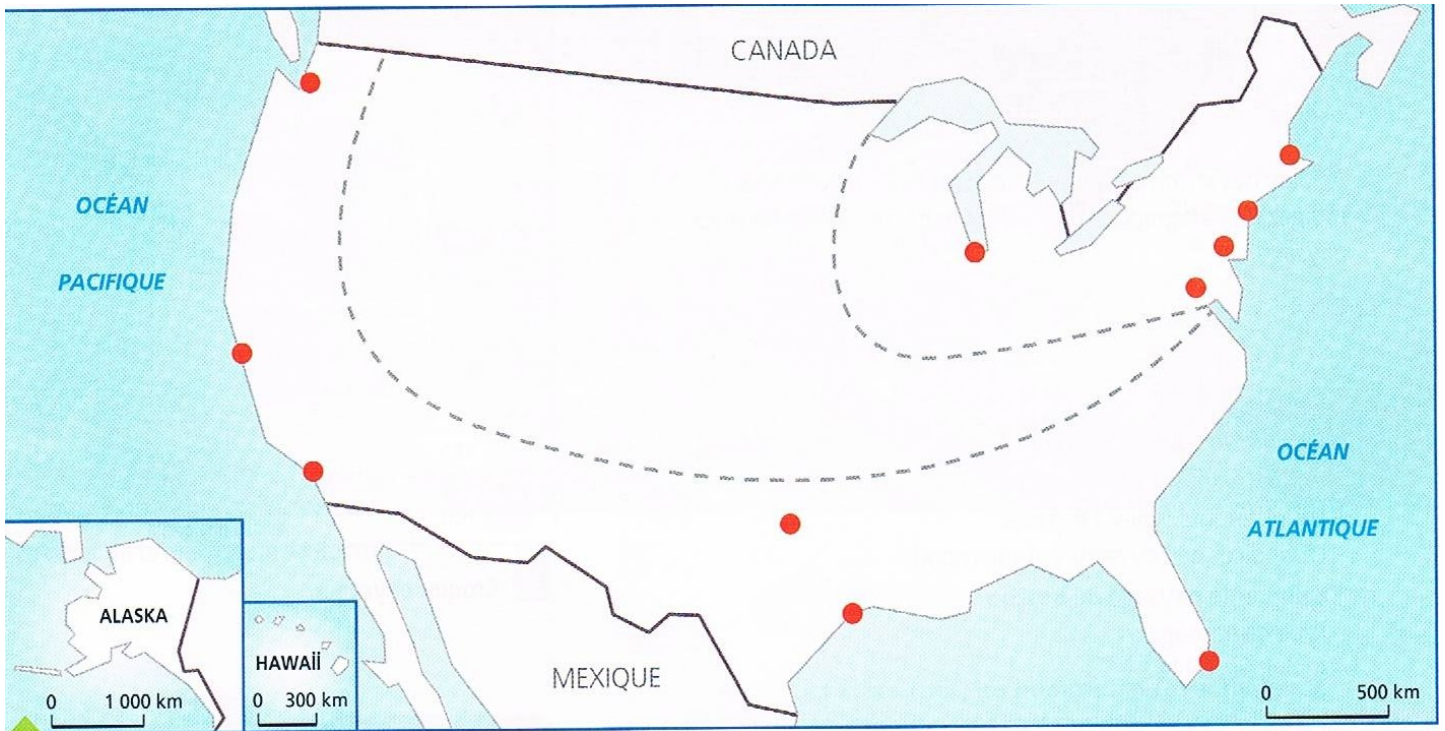 CANADA
OCÉAN
PACIFIQUE
OCÉAN
ATLANTIQUE
ALASKA
0 1 000 km
HAWAïi
0 300 km
MEXIQUE
0 500 km